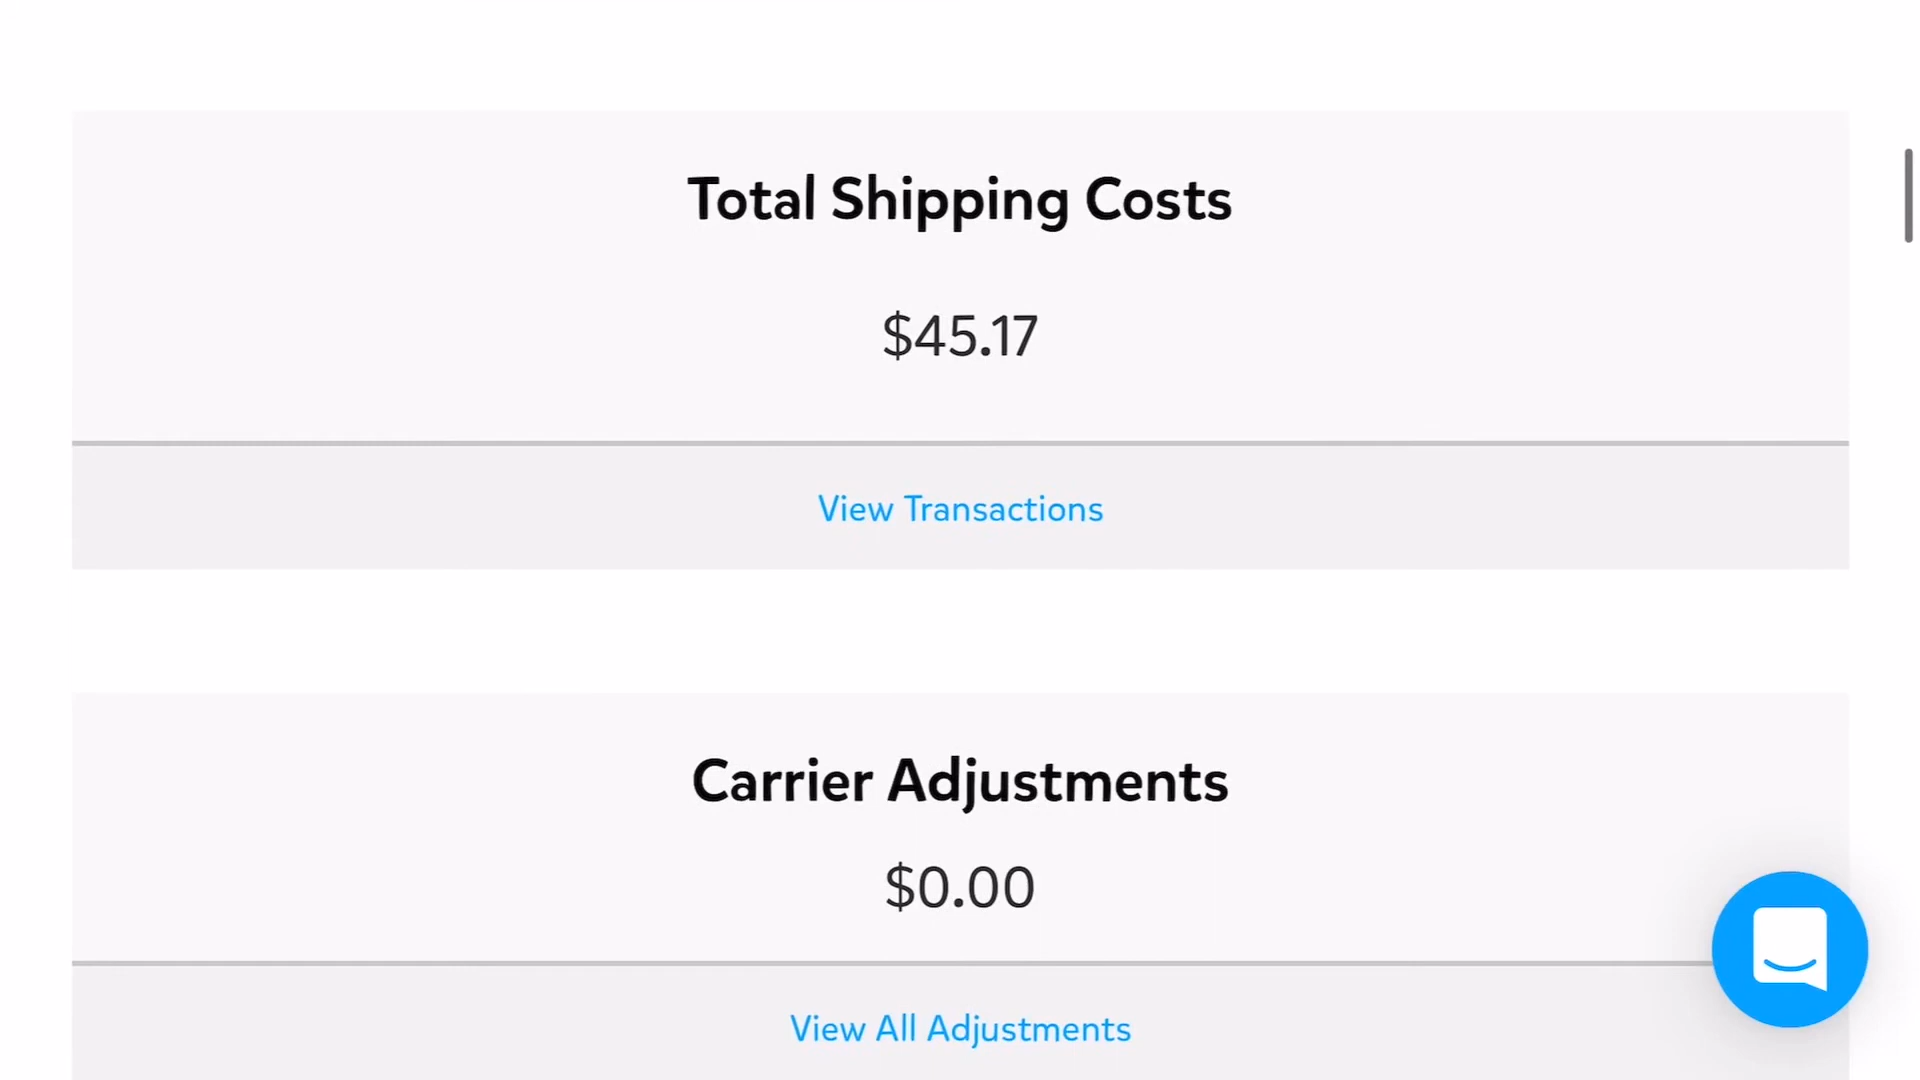 Total Shipping Costs
$45.17
View Transactions
Carrier Adjustments
$0.00
View All Adjustments